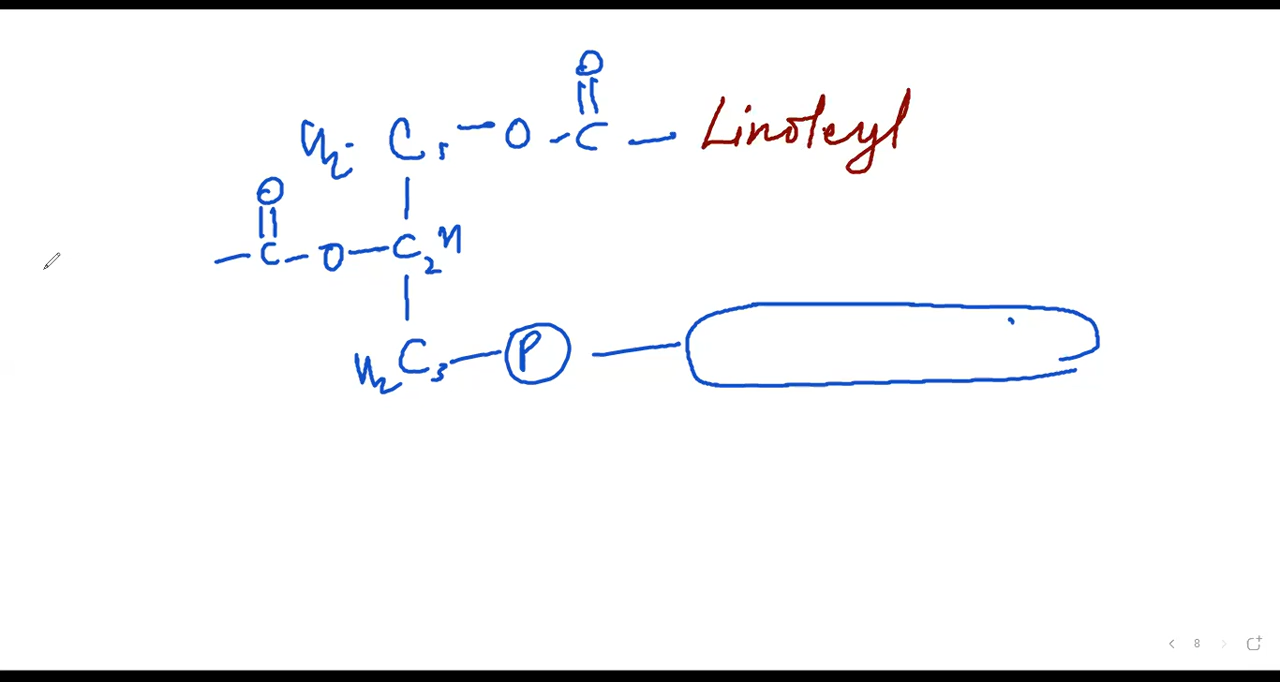 O
H2 C1 — O - C — Linoleyl
O
— C - O — C2 H
H2 C3 — P —
8